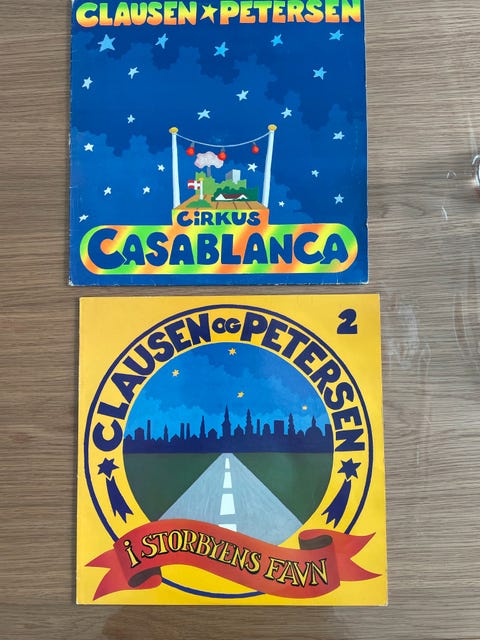 CLAUSEN ★ PETERSEN
CiRKUS
CASABLANCA
2
CLAUSEN OG PETERSEN
i STORBYENS FAVN